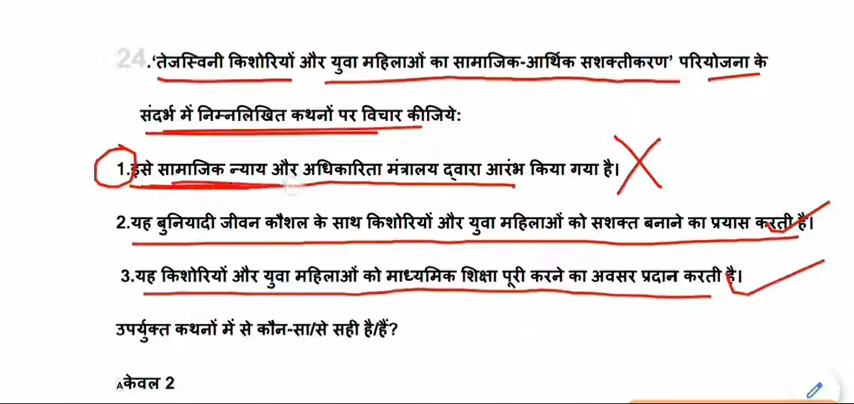 24.‘तेजस्विनी किशोरियों और युवा महिलाओं का सामाजिक-आर्थिक सशक्तीकरण’ परियोजना के
संदर्भ में निम्नलिखित कथनों पर विचार कीजिये:
1.इसे सामाजिक न्याय और अधिकारिता मंत्रालय द्वारा आरंभ किया गया है।
2.यह बुनियादी जीवन कौशल के साथ किशोरियों और युवा महिलाओं को सशक्त बनाने का प्रयास करती है।
3.यह किशोरियों और युवा महिलाओं को माध्यमिक शिक्षा पूरी करने का अवसर प्रदान करती है।
उपर्युक्त कथनों में से कौन-सा/से सही है/हैं?
Aकेवल 2